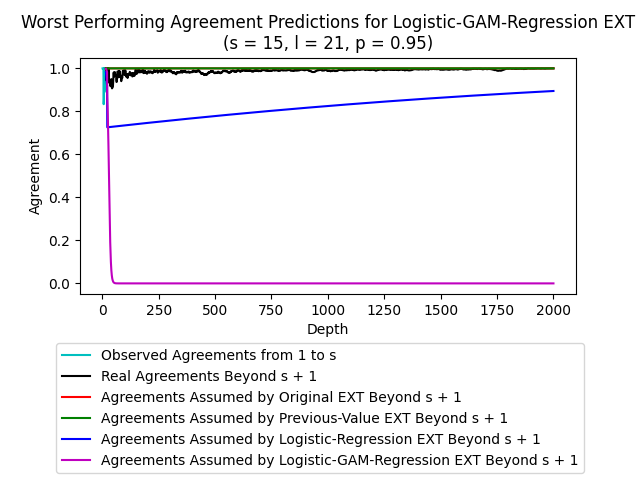 Worst Performing Agreement Predictions for Logistic-GAM-Regression EXT
(s = 15, l = 21, p = 0.95)
Agreement
1.0
0.8
0.6
0.4
0.2
0.0
0 250 500 750 1000 1250 1500 1750 2000
Depth
Observed Agreements from 1 to s
Real Agreements Beyond s + 1
Agreements Assumed by Original EXT Beyond s + 1
Agreements Assumed by Previous-Value EXT Beyond s + 1
Agreements Assumed by Logistic-Regression EXT Beyond s + 1
Agreements Assumed by Logistic-GAM-Regression EXT Beyond s + 1